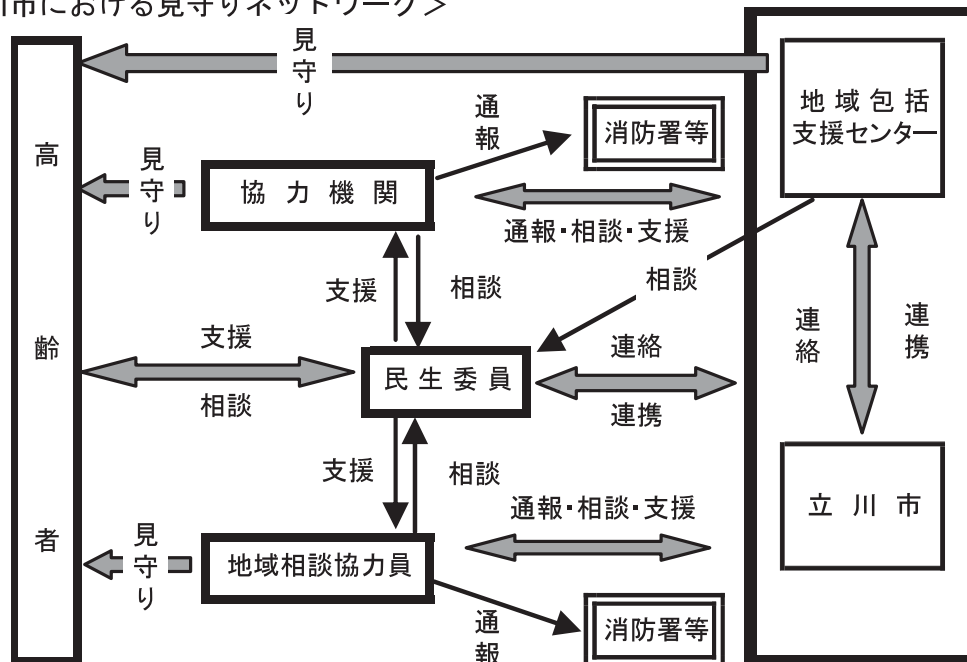 川市における見守りネットワーク＞
高齢者
見守り
地域包括
支援センター
通報
消防署等
見守り
協力機関
通報・相談・支援
支援
相談
相談
連絡
連携
支援
相談
民生委員
連絡
連携
支援
相談
通報・相談・支援
立川市
見守り
地域相談協力員
通報
消防署等